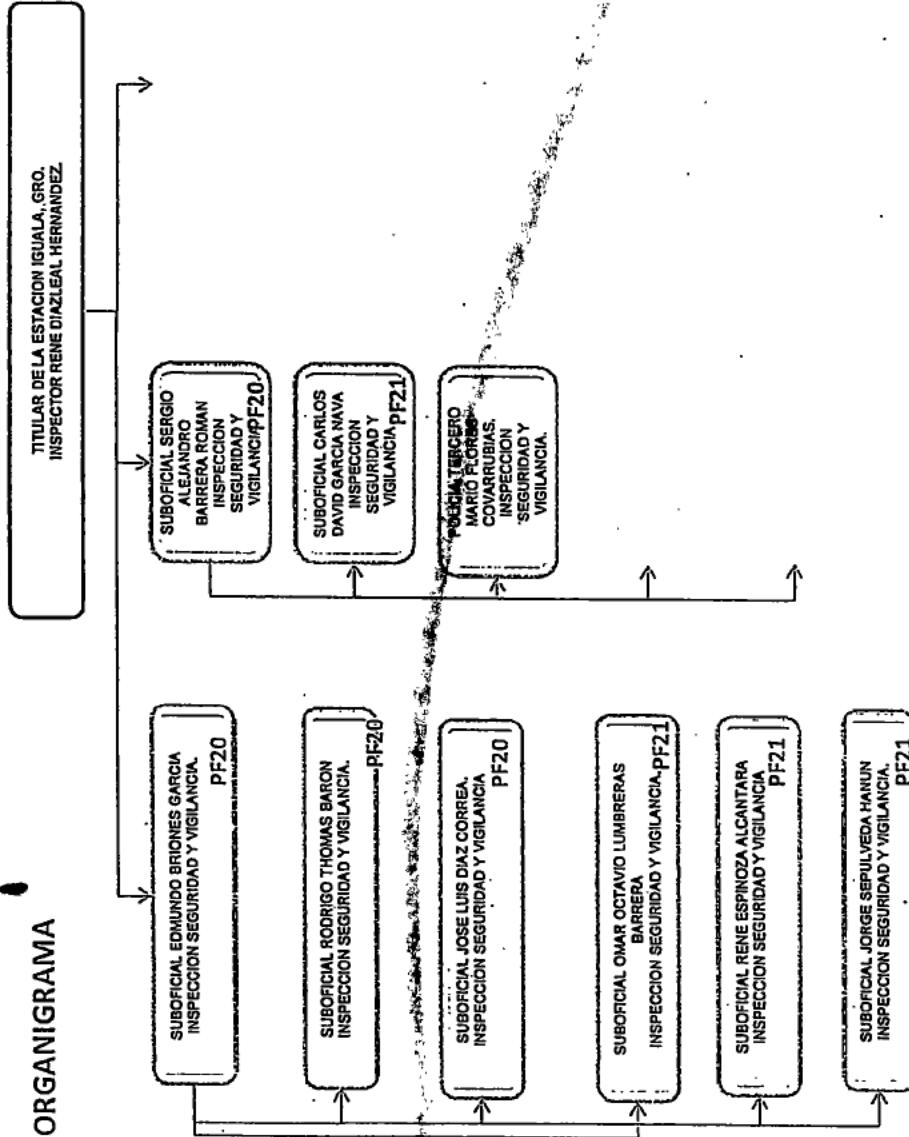 ORGANIGRAMA
TITULAR DE LA ESTACION IGUALA, GRO.
INSPECTOR RENE DIAZLEAL HERNANDEZ.
SUBOFICIAL EDMUNDO BRIONES GARCIA
INSPECCION SEGURIDAD Y VIGILANCIA.
PF20
SUBOFICIAL RODRIGO THOMAS BARON
INSPECCION SEGURIDAD Y VIGILANCIA.
PF20
SUBOFICIAL JOSE LUIS DIAZ CORREA.
INSPECCION SEGURIDAD Y VIGILANCIA
PF20
SUBOFICIAL OMAR OCTAVIO LUMBRERAS
BARRERA
INSPECCION SEGURIDAD Y VIGILANCIA.PF21
SUBOFICIAL RENE ESPINOZA ALCANTARA
INSPECCION SEGURIDAD Y VIGILANCIA
PF21
SUBOFICIAL JORGE SEPULVEDA HANUN
INSPECCION SEGURIDAD Y VIGILANCIA.
PF21
SUBOFICIAL SERGIO
ALEJANDRO
BARRERA ROMAN
INSPECCION
SEGURIDAD Y
VIGILANCIAPF20
SUBOFICIAL CARLOS
DAVID GARCIA NAVA
INSPECCION
SEGURIDAD Y
VIGILANCIA PF21
POLICIA TERCERO
MARIO FLORES
COVARRUBIAS.
INSPECCION
SEGURIDAD Y
VIGILANCIA.